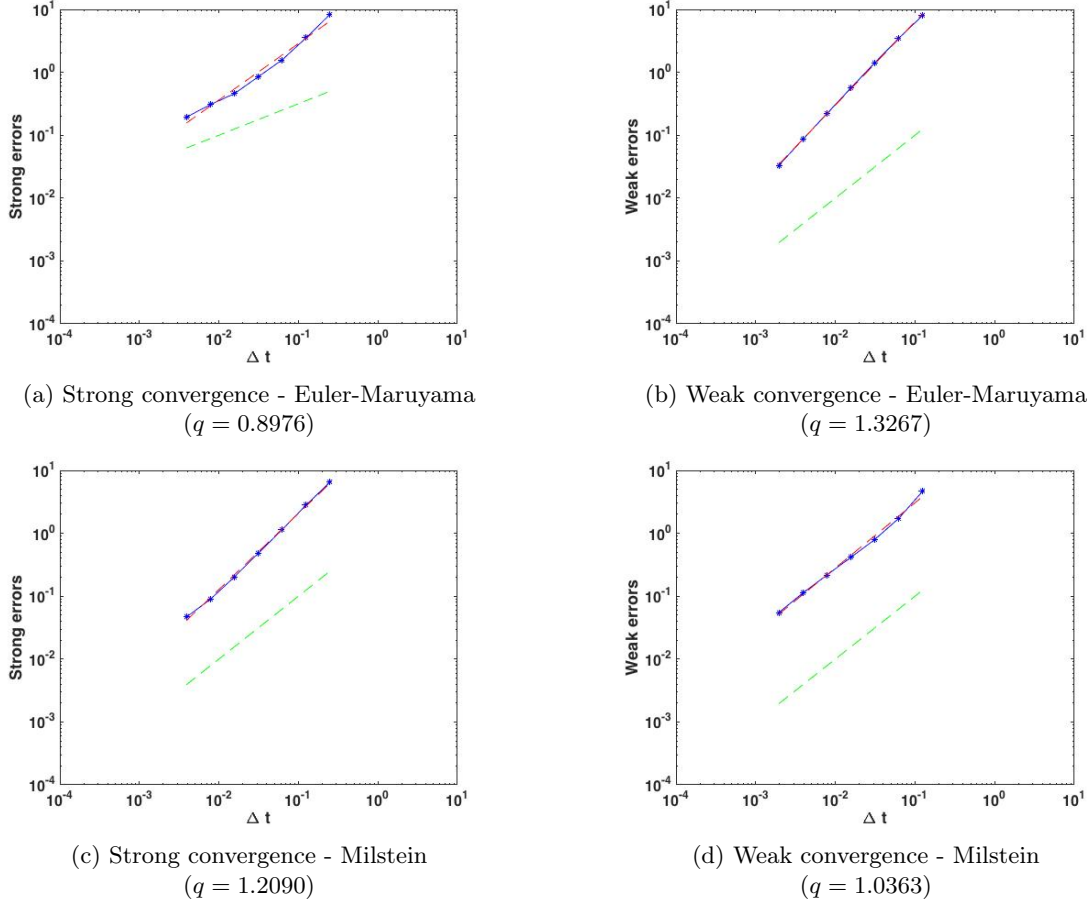 10^1
10^0
10^-1
10^-2
10^-3
10^-4
Strong errors
10^-4 10^-3 10^-2 10^-1 10^0 10^1
Δ t
(a) Strong convergence - Euler-Maruyama
(q = 0.8976)
10^1
10^0
10^-1
10^-2
10^-3
10^-4
Weak errors
10^-4 10^-3 10^-2 10^-1 10^0 10^1
Δ t
(b) Weak convergence - Euler-Maruyama
(q = 1.3267)
10^1
10^0
10^-1
10^-2
10^-3
10^-4
Strong errors
10^-4 10^-3 10^-2 10^-1 10^0 10^1
Δ t
(c) Strong convergence - Milstein
(q = 1.2090)
10^1
10^0
10^-1
10^-2
10^-3
10^-4
Weak errors
10^-4 10^-3 10^-2 10^-1 10^0 10^1
Δ t
(d) Weak convergence - Milstein
(q = 1.0363)